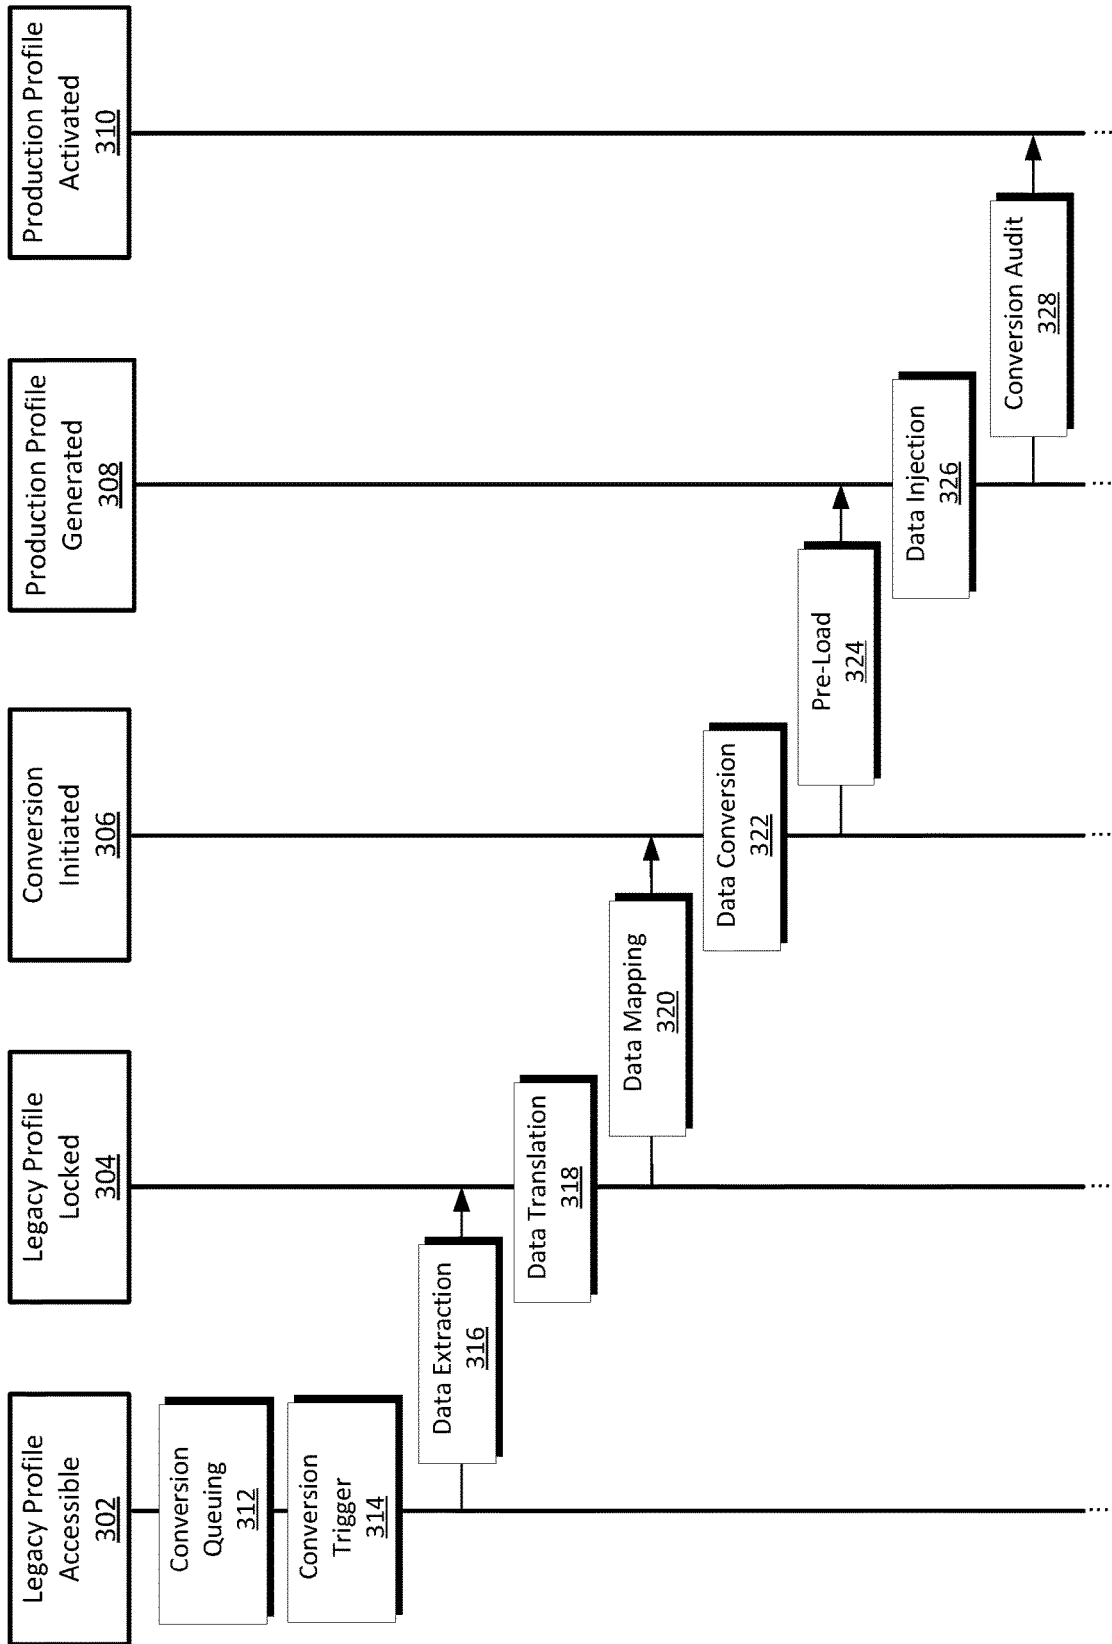 Legacy Profile
Accessible
302
Legacy Profile
Locked
304
Conversion
Initiated
306
Production Profile
Generated
308
Production Profile
Activated
310
Conversion
Queuing
312
Conversion
Trigger
314
Data Extraction
316
Data Translation
318
Data Mapping
320
Data Conversion
322
Pre-Load
324
Data Injection
326
Conversion Audit
328
...
...
...
...
...